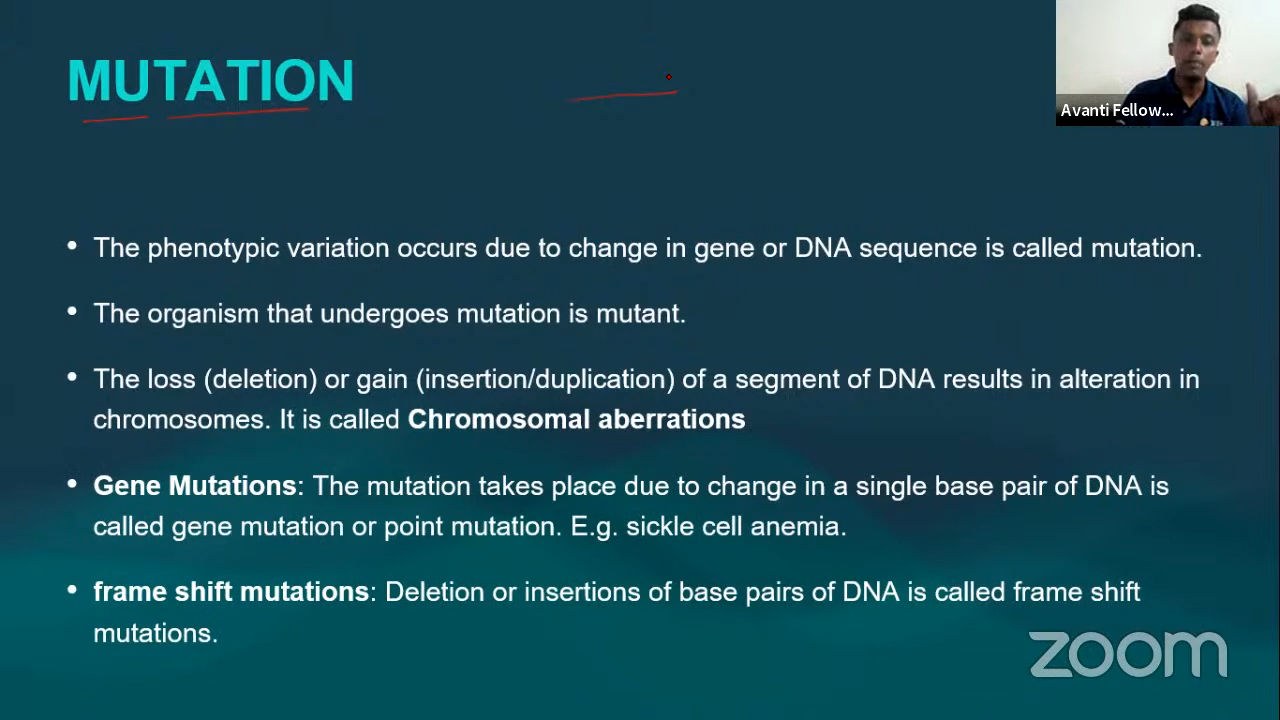 MUTATION
Avanti Fellow...
• The phenotypic variation occurs due to change in gene or DNA sequence is called mutation.
• The organism that undergoes mutation is mutant.
• The loss (deletion) or gain (insertion/duplication) of a segment of DNA results in alteration in
chromosomes. It is called Chromosomal aberrations
• Gene Mutations: The mutation takes place due to change in a single base pair of DNA is
called gene mutation or point mutation. E.g. sickle cell anemia.
• frame shift mutations: Deletion or insertions of base pairs of DNA is called frame shift
mutations.
zoom